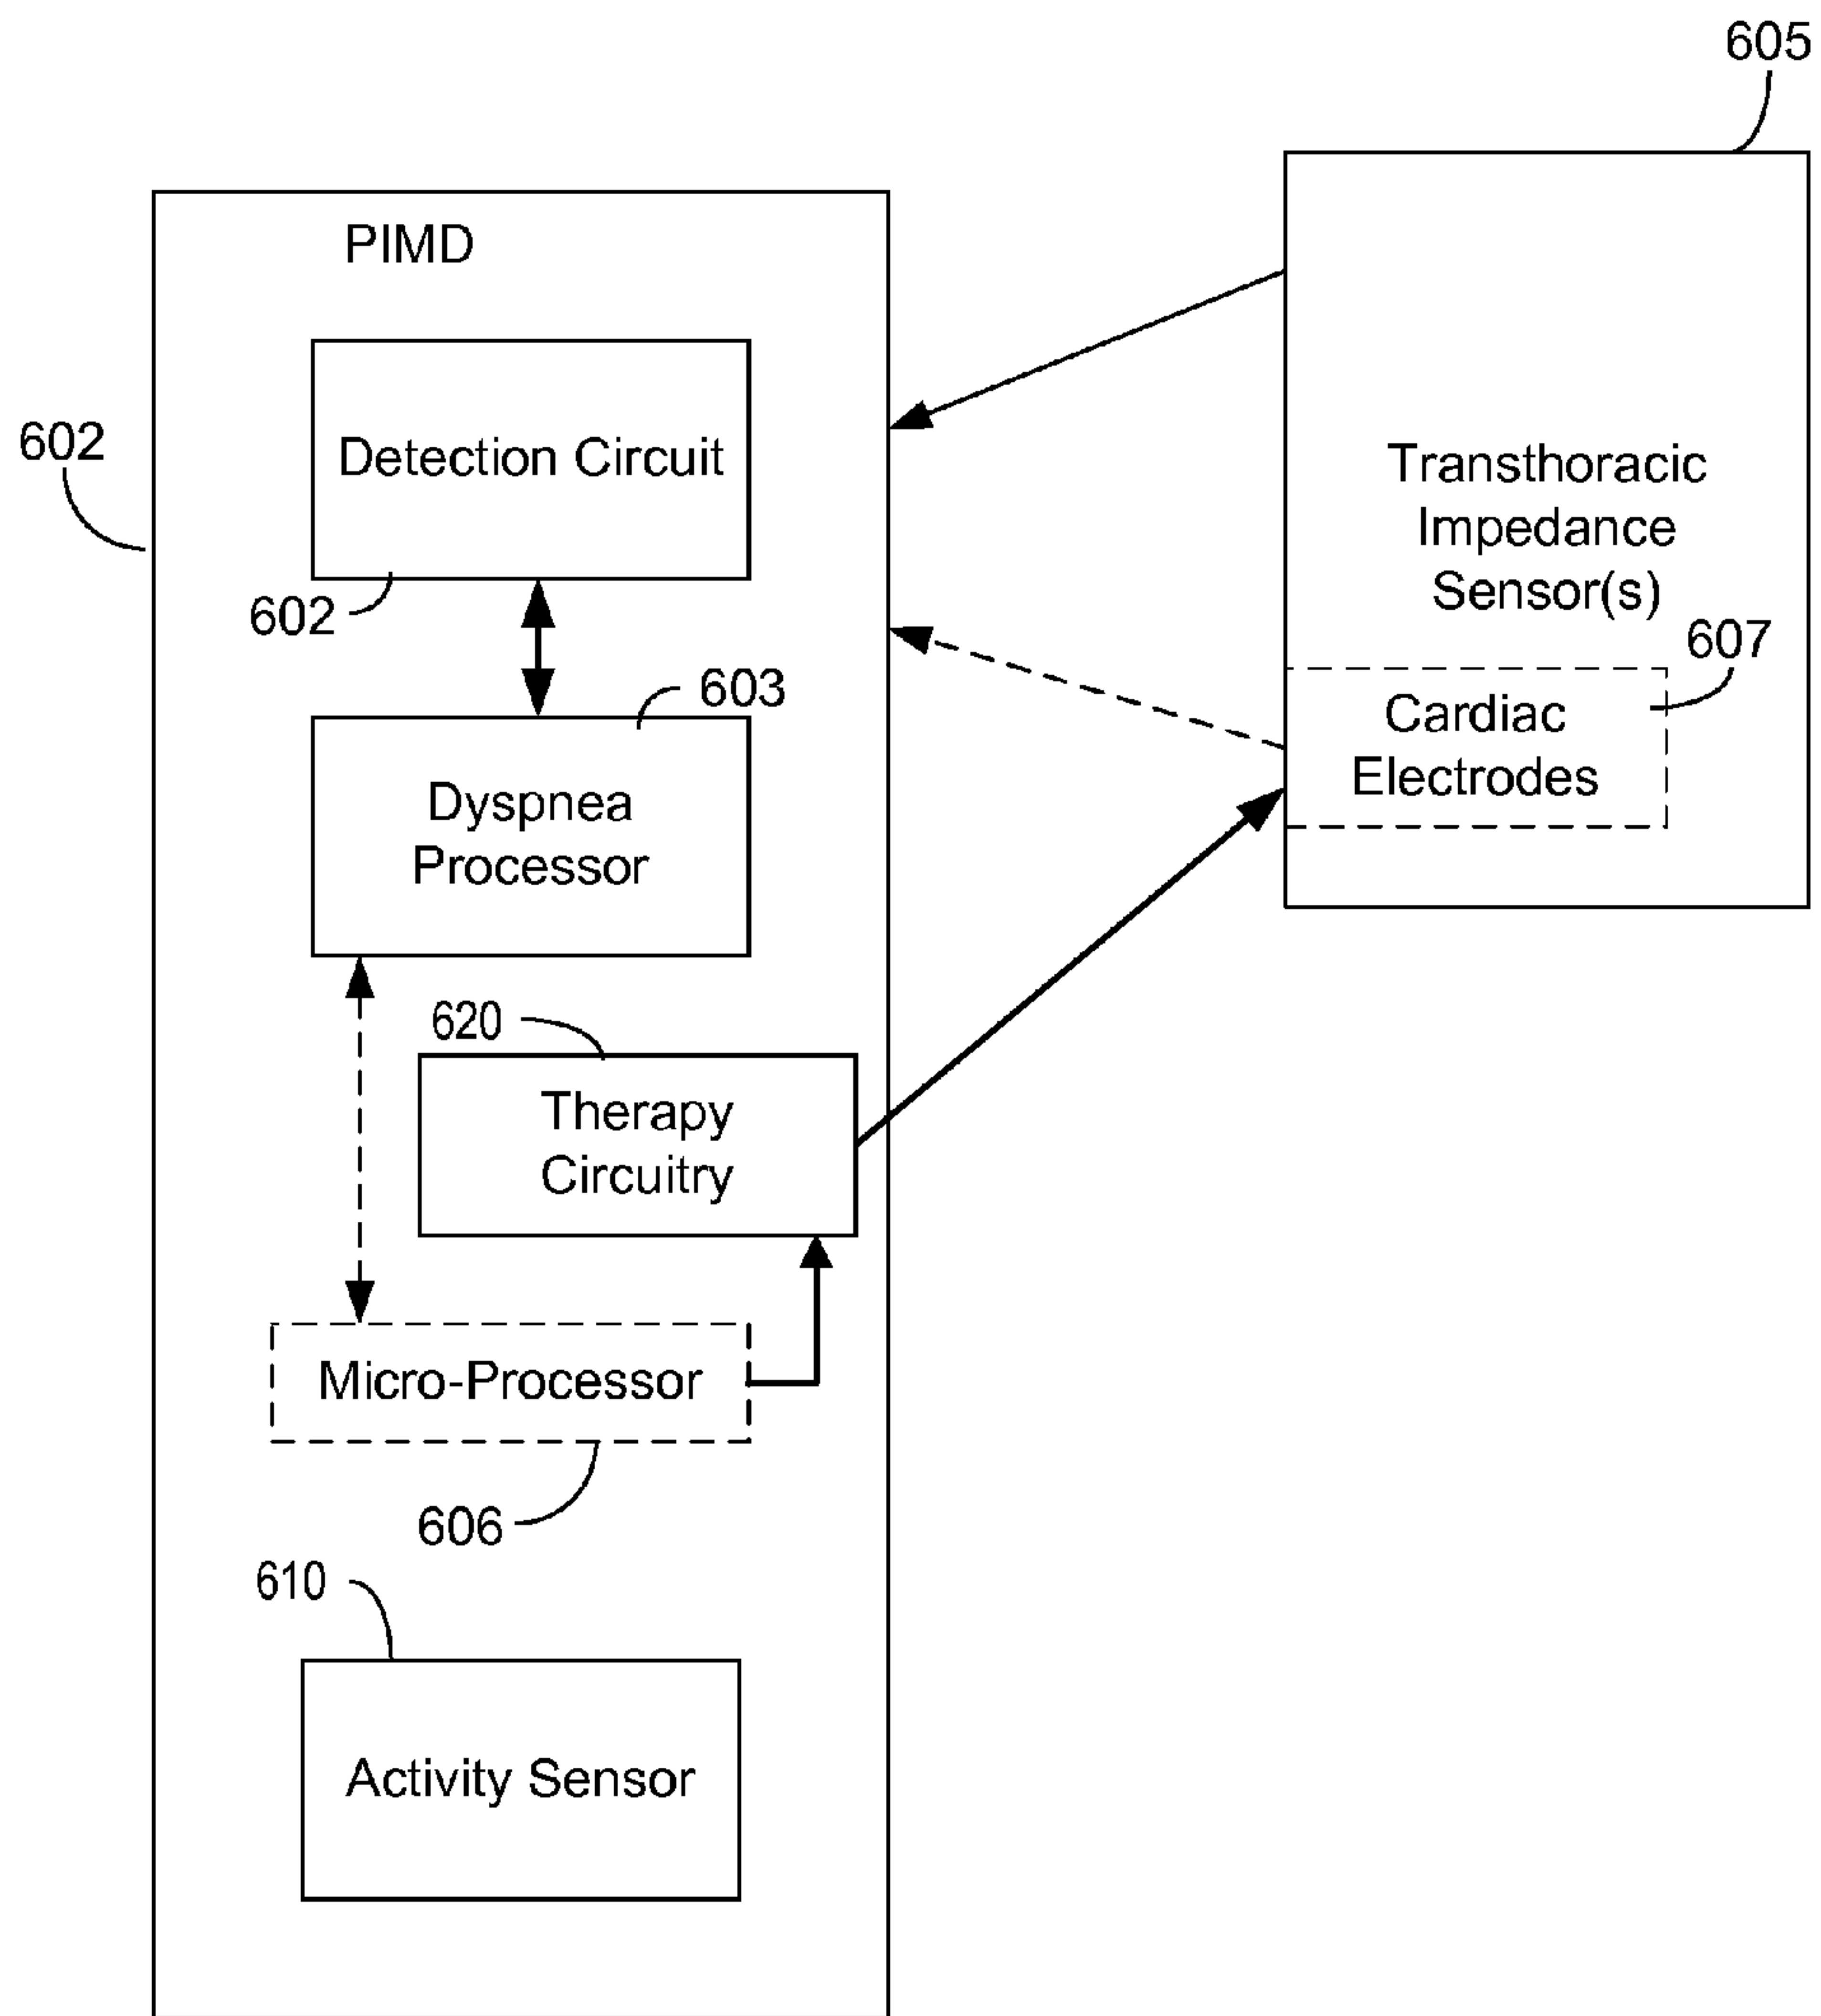 605
PIMD
Detection Circuit
602
602
603
Dyspnea
Processor
620
Therapy
Circuitry
Micro-Processor
606
610
Activity Sensor
Transthoracic
Impedance
Sensor(s)
607
Cardiac
Electrodes